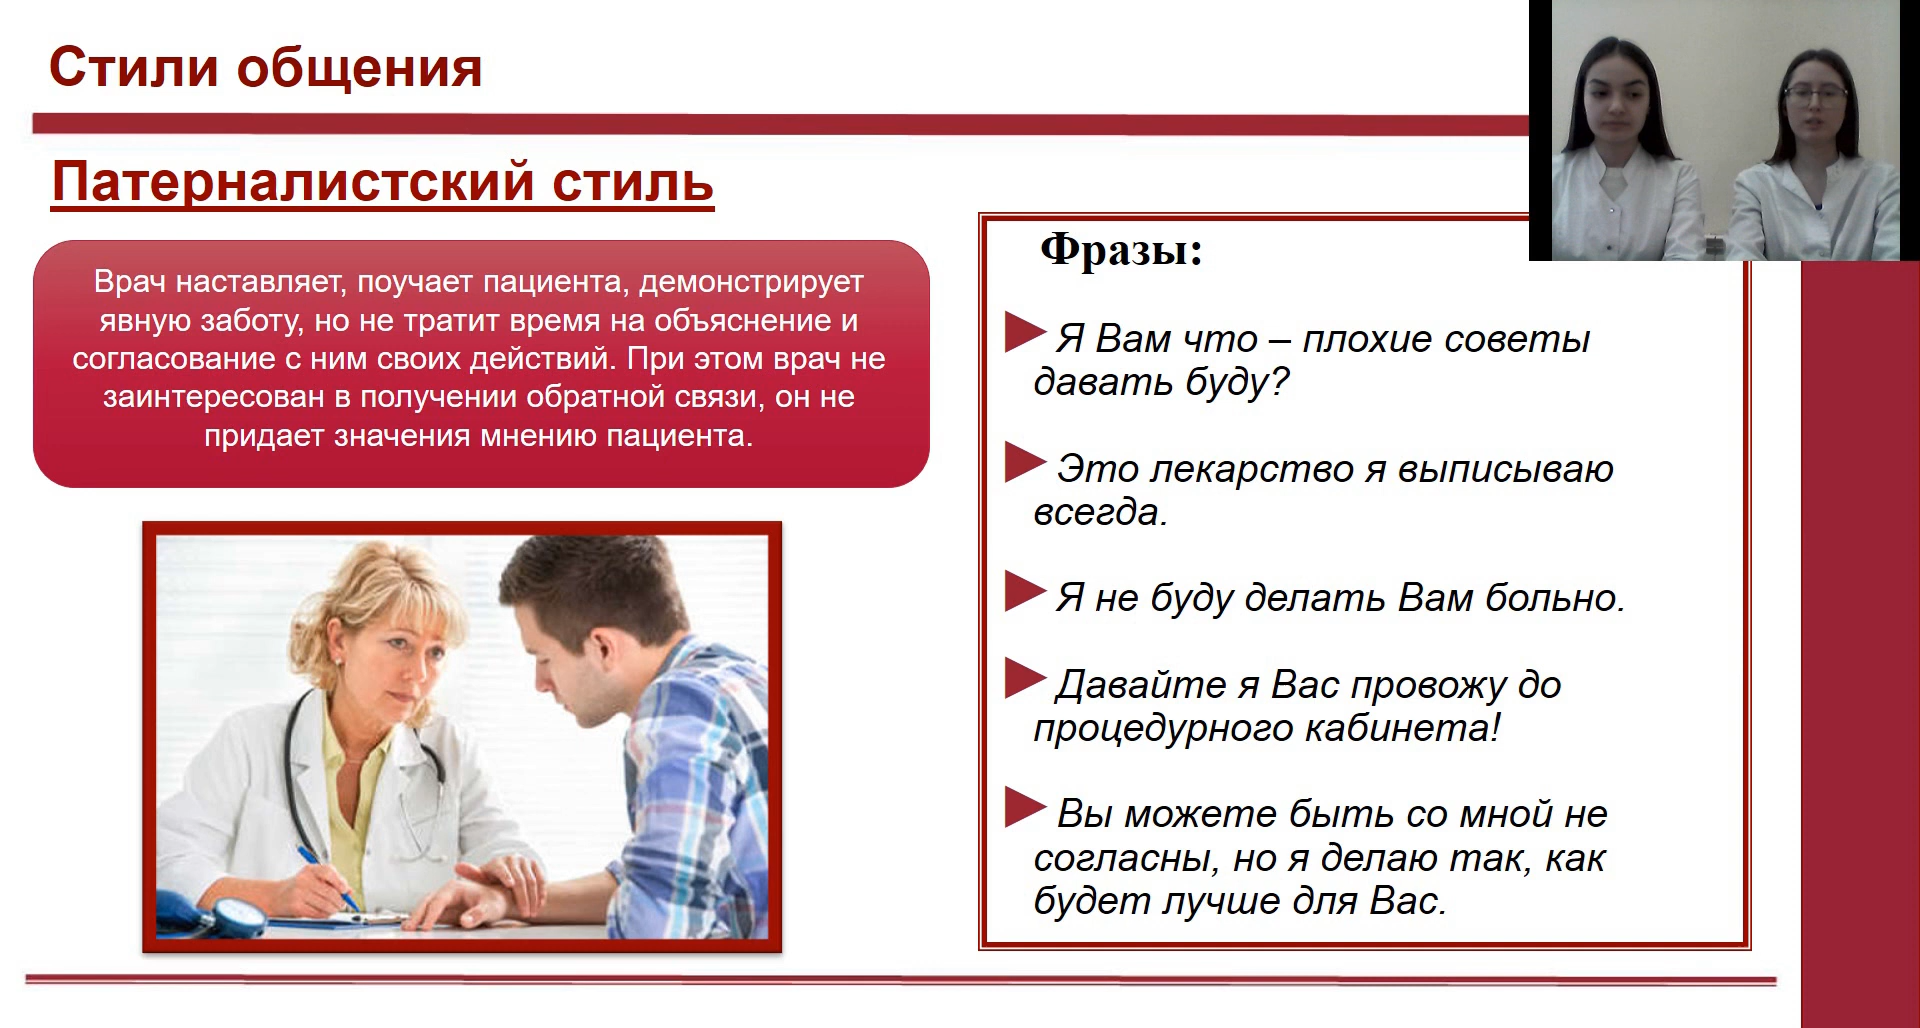 Стили общения
Патерналистский стиль
Врач наставляет, поучает пациента, демонстрирует
явную заботу, но не тратит время на объяснение и
согласование с ним своих действий. При этом врач не
заинтересован в получении обратной связи, он не
придает значения мнению пациента.
Фразы:
Я Вам что – плохие советы
давать буду?
Это лекарство я выписываю
всегда.
Я не буду делать Вам больно.
Давайте я Вас провожу до
процедурного кабинета!
Вы можете быть со мной не
согласны, но я делаю так, как
будет лучше для Вас.